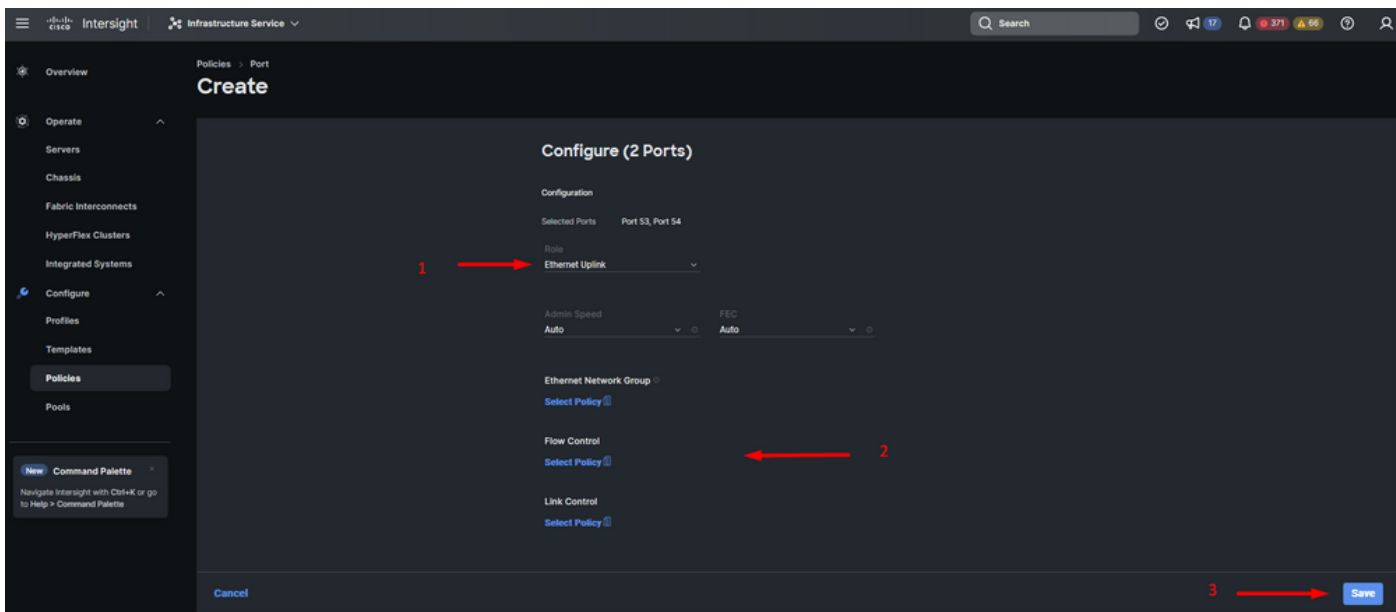 cisco Intersight Infrastructure Service Search 17 371 66
Overview
Policies > Port
Create
Operate
Servers
Chassis
Fabric Interconnects
HyperFlex Clusters
Integrated Systems
Configure
Profiles
Templates
Policies
Pools
New Command Palette
Navigate Intersight with Ctrl+K or go
to Help > Command Palette
Configure (2 Ports)
Configuration
Selected Ports Port 53, Port 54
Role
1 Ethernet Uplink
Admin Speed FEC
Auto Auto
Ethernet Network Group
Select Policy
Flow Control
2
Select Policy
Link Control
Select Policy
Cancel 3 Save